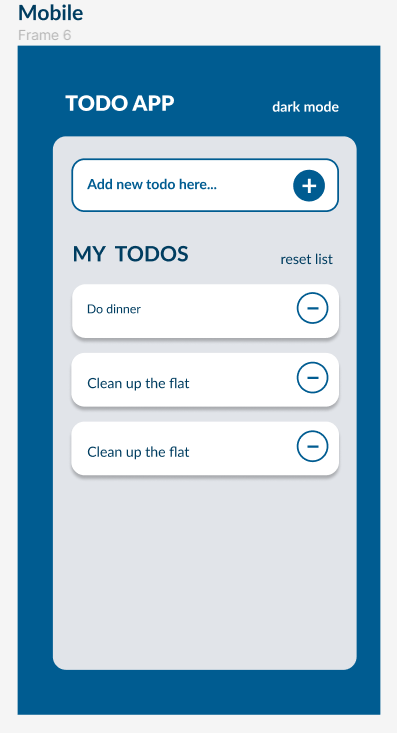 Mobile
Frame 6
TODO APP
dark mode
Add new todo here...
MY TODOS
reset list
Do dinner
Clean up the flat
Clean up the flat